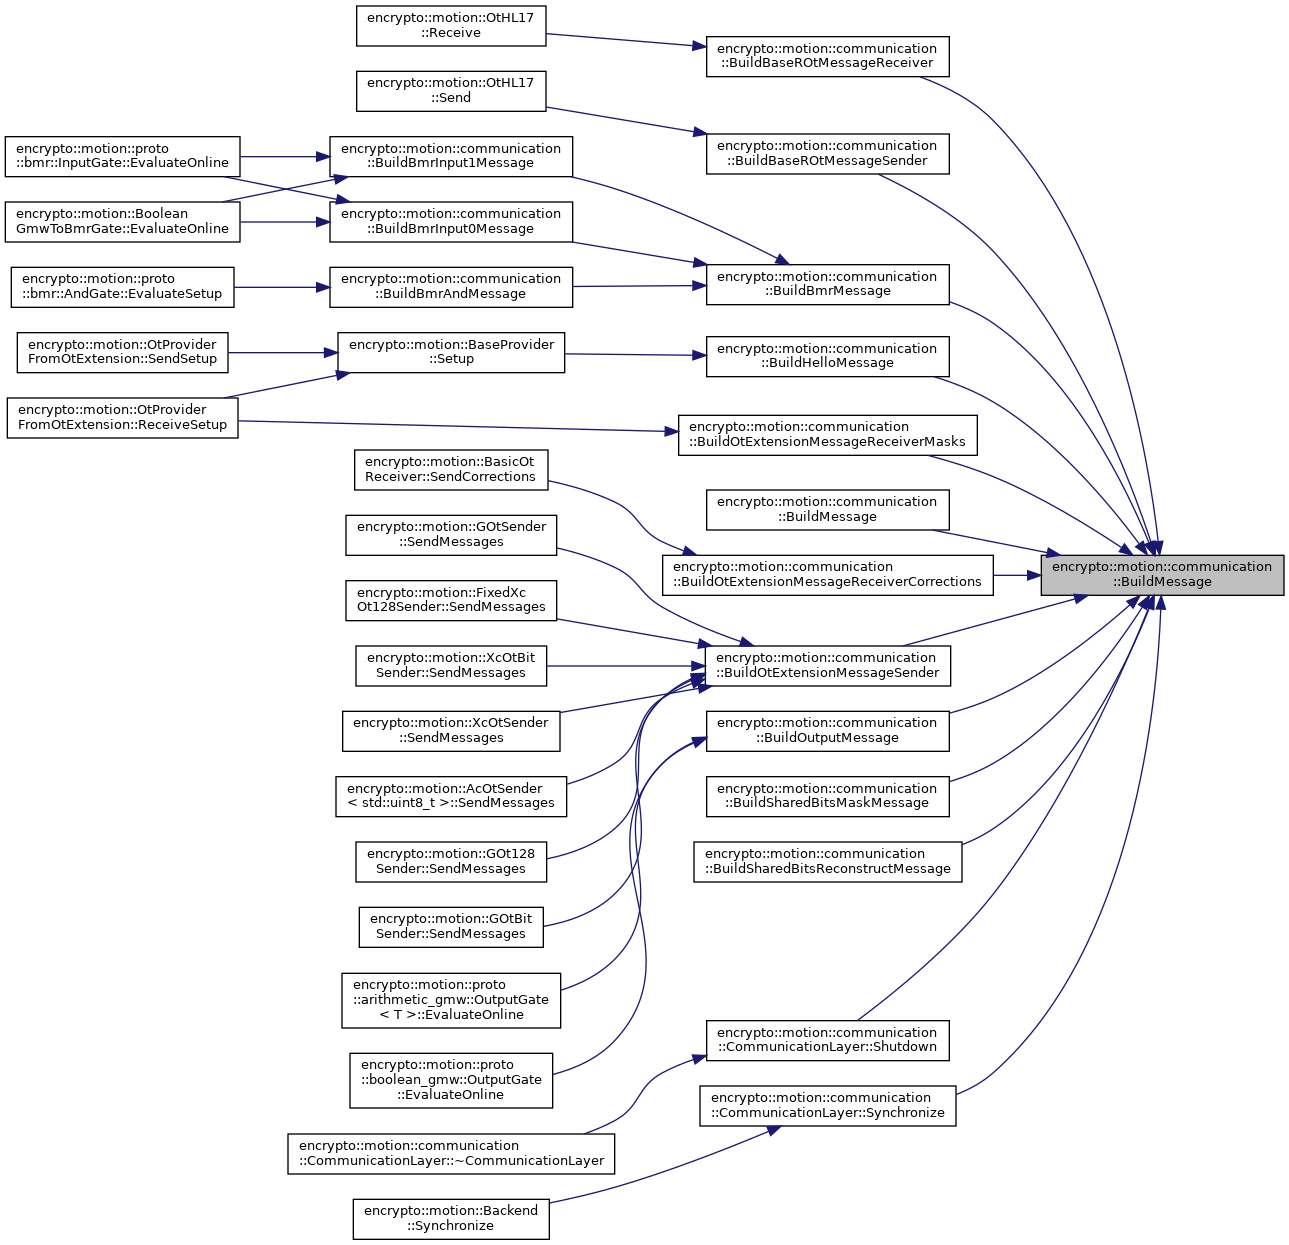 encrypto::motion::OtHL17
::Receive
encrypto::motion::communication
::BuildBaseROtMessageReceiver
encrypto::motion::OtHL17
::Send
encrypto::motion::communication
::BuildBaseROtMessageSender
encrypto::motion::proto
::bmr::InputGate::EvaluateOnline
encrypto::motion::communication
::BuildBmrInput1Message
encrypto::motion::Boolean
GmwToBmrGate::EvaluateOnline
encrypto::motion::communication
::BuildBmrInput0Message
encrypto::motion::proto
::bmr::AndGate::EvaluateSetup
encrypto::motion::communication
::BuildBmrAndMessage
encrypto::motion::communication
::BuildBmrMessage
encrypto::motion::OtProvider
FromOtExtension::SendSetup
encrypto::motion::BaseProvider
::Setup
encrypto::motion::communication
::BuildHelloMessage
encrypto::motion::OtProvider
FromOtExtension::ReceiveSetup
encrypto::motion::communication
::BuildOtExtensionMessageReceiverMasks
encrypto::motion::BasicOt
Receiver::SendCorrections
encrypto::motion::communication
::BuildMessage
encrypto::motion::GOtSender
::SendMessages
encrypto::motion::communication
::BuildOtExtensionMessageReceiverCorrections
encrypto::motion::communication
::BuildMessage
encrypto::motion::FixedXc
Ot128Sender::SendMessages
encrypto::motion::XcOtBit
Sender::SendMessages
encrypto::motion::communication
::BuildOtExtensionMessageSender
encrypto::motion::XcOtSender
::SendMessages
encrypto::motion::communication
::BuildOutputMessage
encrypto::motion::AcOtSender
< std::uint8_t >::SendMessages
encrypto::motion::communication
::BuildSharedBitsMaskMessage
encrypto::motion::GOt128
Sender::SendMessages
encrypto::motion::communication
::BuildSharedBitsReconstructMessage
encrypto::motion::GOtBit
Sender::SendMessages
encrypto::motion::proto
::arithmetic_gmw::OutputGate
< T >::EvaluateOnline
encrypto::motion::communication
::CommunicationLayer::Shutdown
encrypto::motion::proto
::boolean_gmw::OutputGate
::EvaluateOnline
encrypto::motion::communication
::CommunicationLayer::Synchronize
encrypto::motion::communication
::CommunicationLayer::~CommunicationLayer
encrypto::motion::Backend
::Synchronize